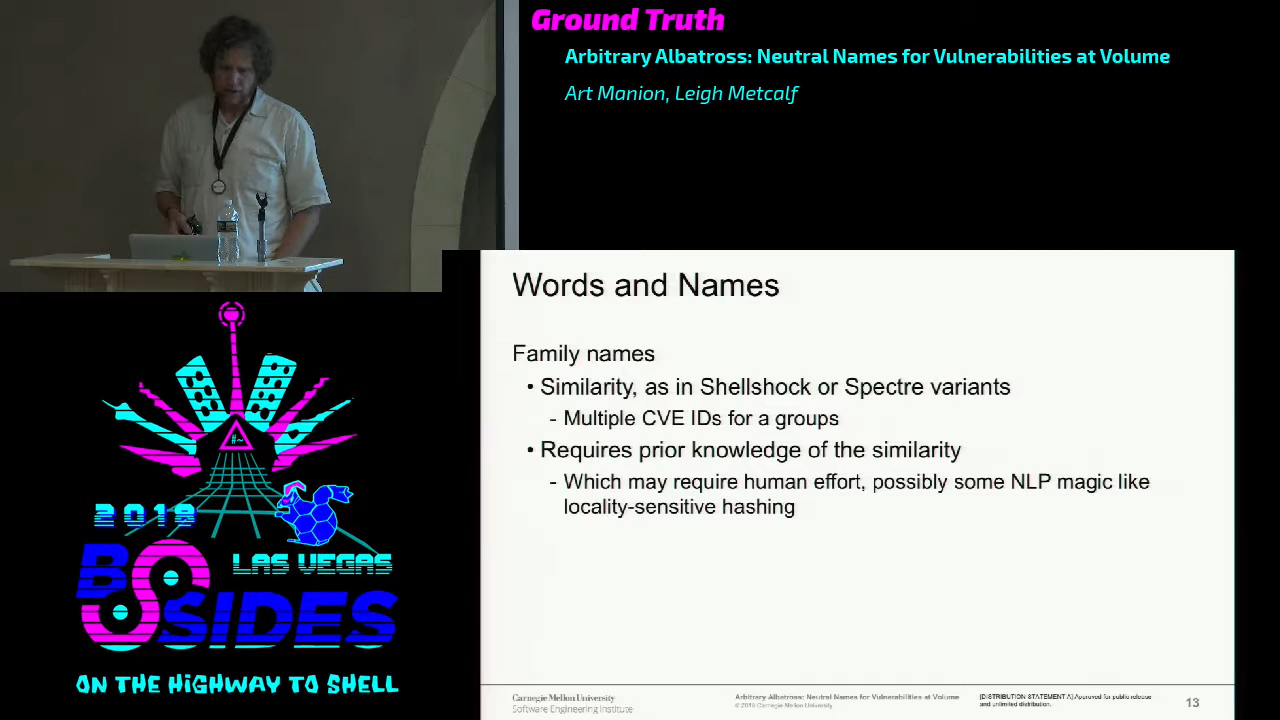 Ground Truth
Arbitrary Albatross: Neutral Names for Vulnerabilities at Volume
Art Manion, Leigh Metcalf
Words and Names
Family names
• Similarity, as in Shellshock or Spectre variants
- Multiple CVE IDs for a groups
• Requires prior knowledge of the similarity
- Which may require human effort, possibly some NLP magic like
locality-sensitive hashing
#~
2018
LAS VEGAS
BSIDES
ON THE HIGHWAY TO SHELL
Carnegie Mellon University
Software Engineering Institute
Arbitrary Albatross: Neutral Names for Vulnerabilities at Volume
© 2018 Carnegie Mellon University
[DISTRIBUTION STATEMENT A] Approved for public release
and unlimited distribution.
13